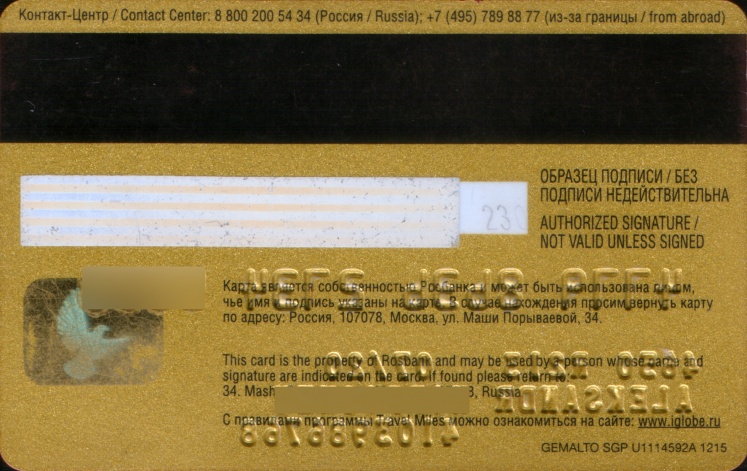 Контакт-Центр / Contact Center: 8 800 200 54 34 (Россия / Russia); +7 (495) 789 88 77 (из-за границы / from abroad)
ОБРАЗЕЦ ПОДПИСИ / БЕЗ
ПОДПИСИ НЕДЕЙСТВИТЕЛЬНА
AUTHORIZED SIGNATURE /
NOT VALID UNLESS SIGNED
Карта является собственностью Росбанка и может быть использована лицом,
чье имя и подпись указаны на карте. В случае нахождения просим вернуть карту
по адресу: Россия, 107078, Москва, ул. Маши Порываевой, 34.
This card is the property of Rosbank and may be used by a person whose name and
signature are indicated on the card. If found please return to:
34, Mash Russia
С правилами программы Travel Miles можно ознакомиться на сайте: www.iglobe.ru
GEMALTO SGP U1114592A 1215